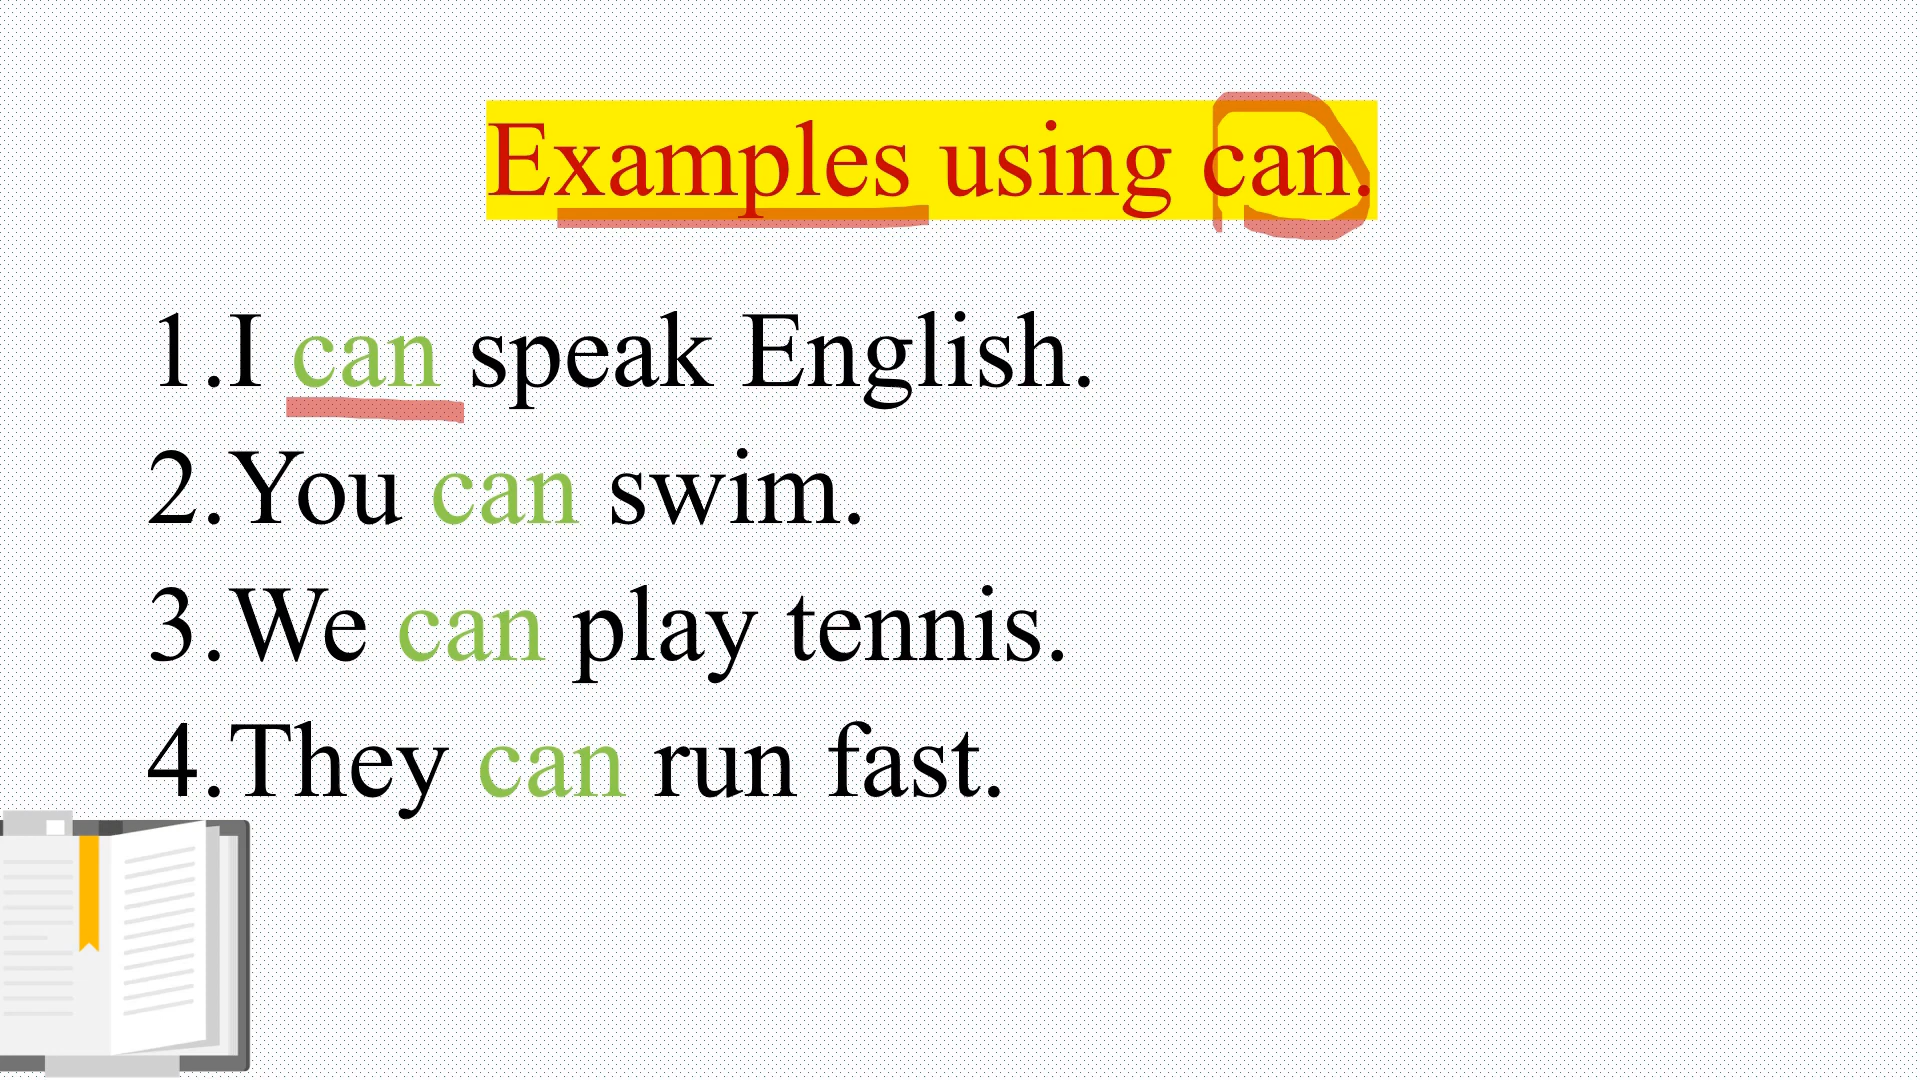 Examples using can.
1.I can speak English.
2.You can swim.
3.We can play tennis.
4.They can run fast.